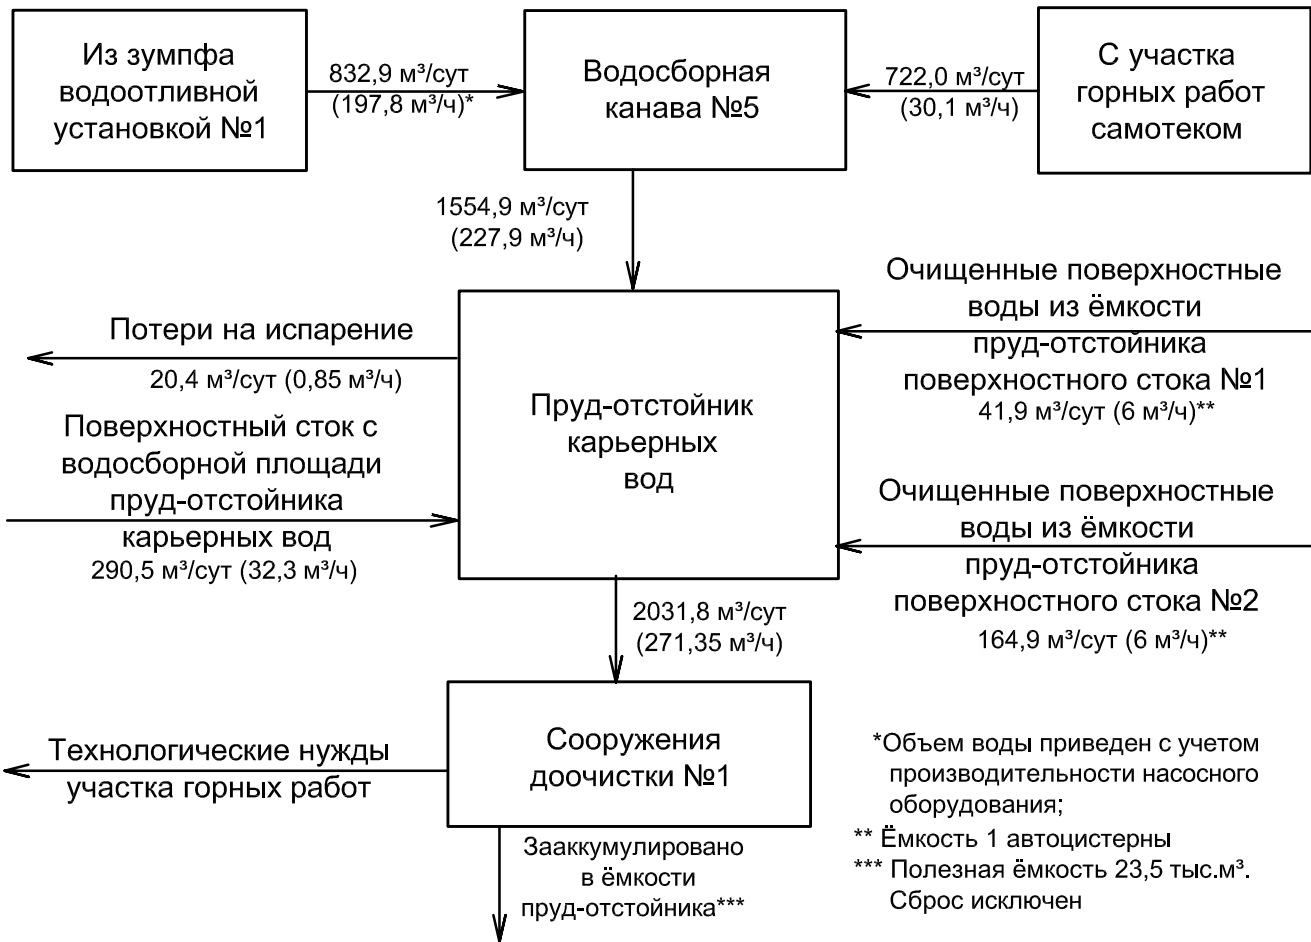 Из зумпфа
водоотливной
установкой №1
832,9 м³/сут
(197,8 м³/ч)*
Водосборная
канава №5
722,0 м³/сут
(30,1 м³/ч)
С участка
горных работ
самотеком
1554,9 м³/сут
(227,9 м³/ч)
Потери на испарение
20,4 м³/сут (0,85 м³/ч)
Поверхностный сток с
водосборной площади
пруд-отстойника
карьерных вод
290,5 м³/сут (32,3 м³/ч)
Пруд-отстойник
карьерных
вод
Очищенные поверхностные
воды из ёмкости
пруд-отстойника
поверхностного стока №1
41,9 м³/сут (6 м³/ч)**
Очищенные поверхностные
воды из ёмкости
пруд-отстойника
поверхностного стока №2
164,9 м³/сут (6 м³/ч)**
2031,8 м³/сут
(271,35 м³/ч)
Технологические нужды
участка горных работ
Сооружения
доочистки №1
Зааккумулировано
в ёмкости
пруд-отстойника***
*Объем воды приведен с учетом
производительности насосного
оборудования;
** Ёмкость 1 автоцистерны
*** Полезная ёмкость 23,5 тыс.м³.
Сброс исключен